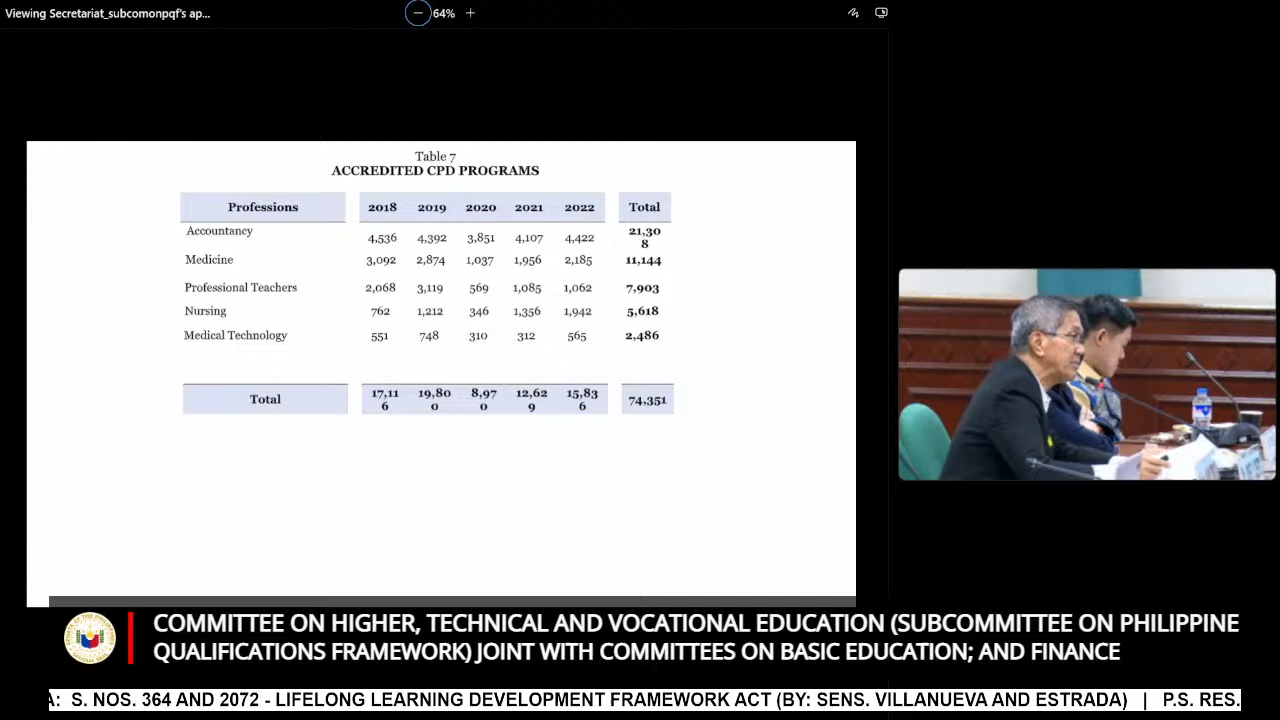 Viewing Secretariat_subcomonpqf's ap...
64%
Table 7
ACCREDITED CPD PROGRAMS
Professions 2018 2019 2020 2021 2022 Total
Accountancy 4,536 4,392 3,851 4,107 4,422 21,30
8
Medicine 3,092 2,874 1,037 1,956 2,185 11,144
Professional Teachers 2,068 3,119 569 1,085 1,062 7,903
Nursing 762 1,212 346 1,356 1,942 5,618
Medical Technology 551 748 310 312 565 2,486
Total 17,11 19,80 8,97 12,62 15,83 74,351
6 0 0 9 6
COMMITTEE ON HIGHER, TECHNICAL AND VOCATIONAL EDUCATION (SUBCOMMITTEE ON PHILIPPINE
QUALIFICATIONS FRAMEWORK) JOINT WITH COMMITTEES ON BASIC EDUCATION; AND FINANCE
A: S. NOS. 364 AND 2072 - LIFELONG LEARNING DEVELOPMENT FRAMEWORK ACT (BY: SENS. VILLANUEVA AND ESTRADA) | P.S. RES.